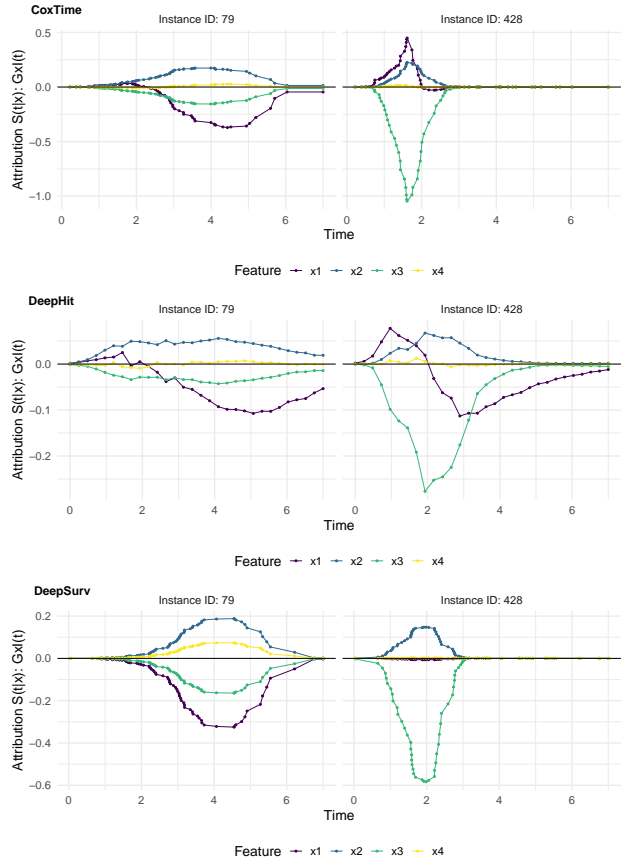 CoxTime
Instance ID: 79 Instance ID: 428
Attribution S(t|x): GxI(t)
0.5
0.0
−0.5
−1.0
0 2 4 6 0 2 4 6
Time
Feature x1 x2 x3 x4
DeepHit
Instance ID: 79 Instance ID: 428
Attribution S(t|x): GxI(t)
0.0
−0.1
−0.2
0 2 4 6 0 2 4 6
Time
Feature x1 x2 x3 x4
DeepSurv
Instance ID: 79 Instance ID: 428
Attribution S(t|x): GxI(t)
0.2
0.0
−0.2
−0.4
−0.6
0 2 4 6 0 2 4 6
Time
Feature x1 x2 x3 x4